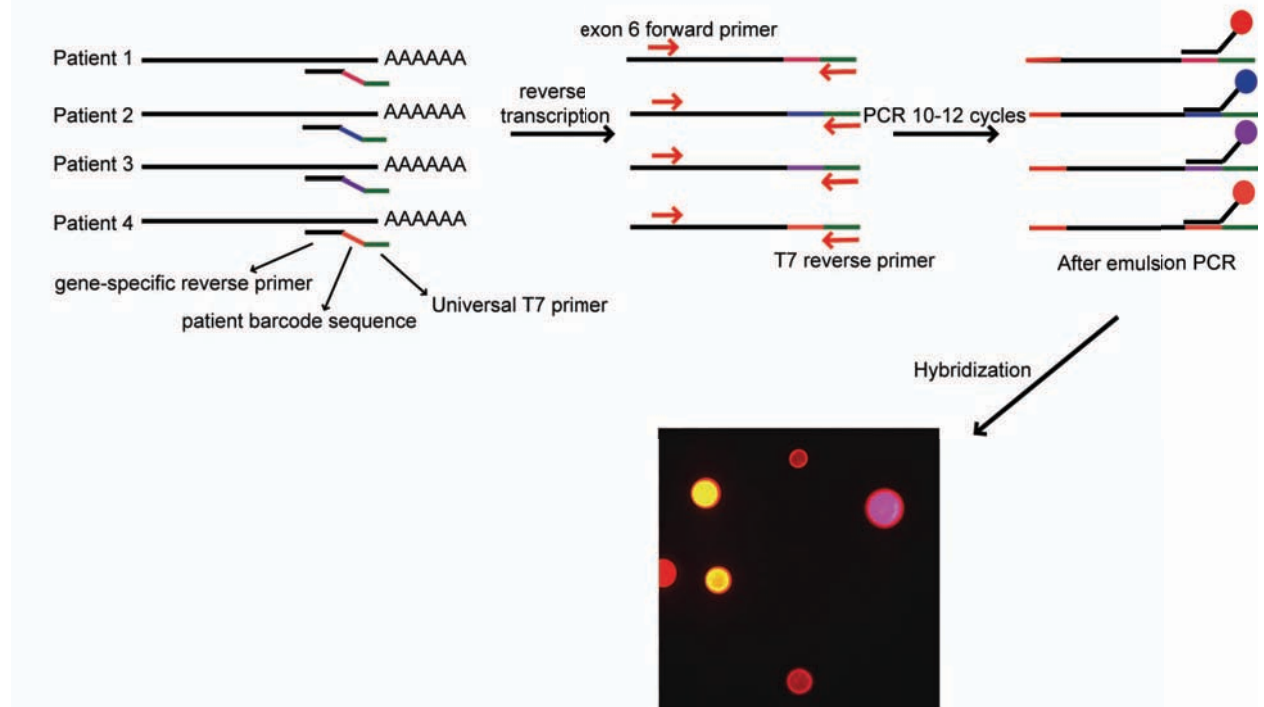 Patient 1
AAAAAA
Patient 2
AAAAAA
Patient 3
AAAAAA
Patient 4
AAAAAA
gene-specific reverse primer
patient barcode sequence
Universal T7 primer
reverse
transcription
exon 6 forward primer
T7 reverse primer
PCR 10-12 cycles
After emulsion PCR
Hybridization